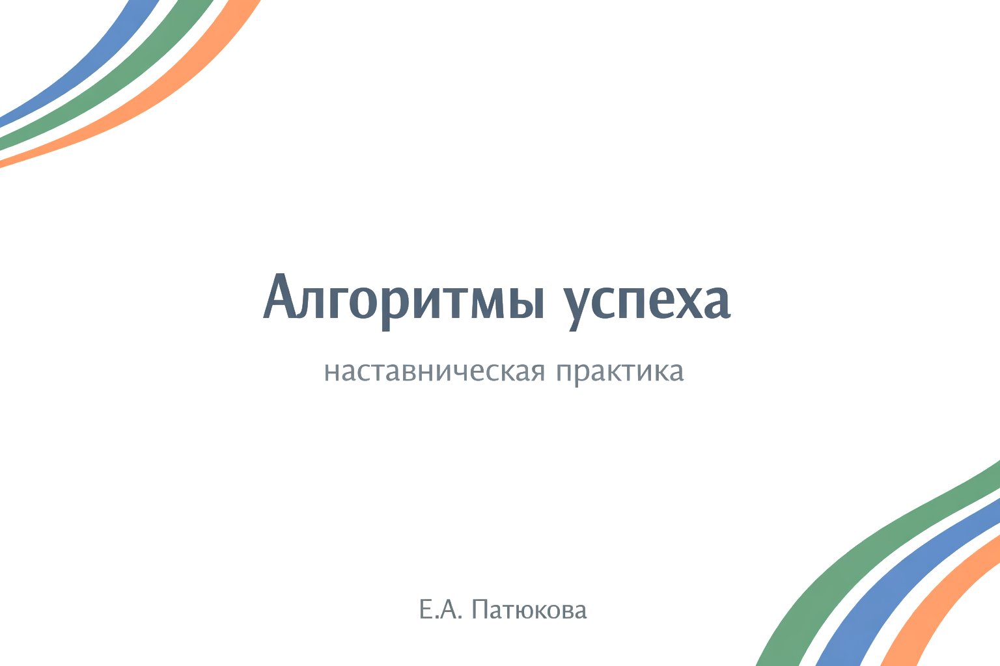 Алгоритмы успеха
наставническая практика
Е.А. Патюкова